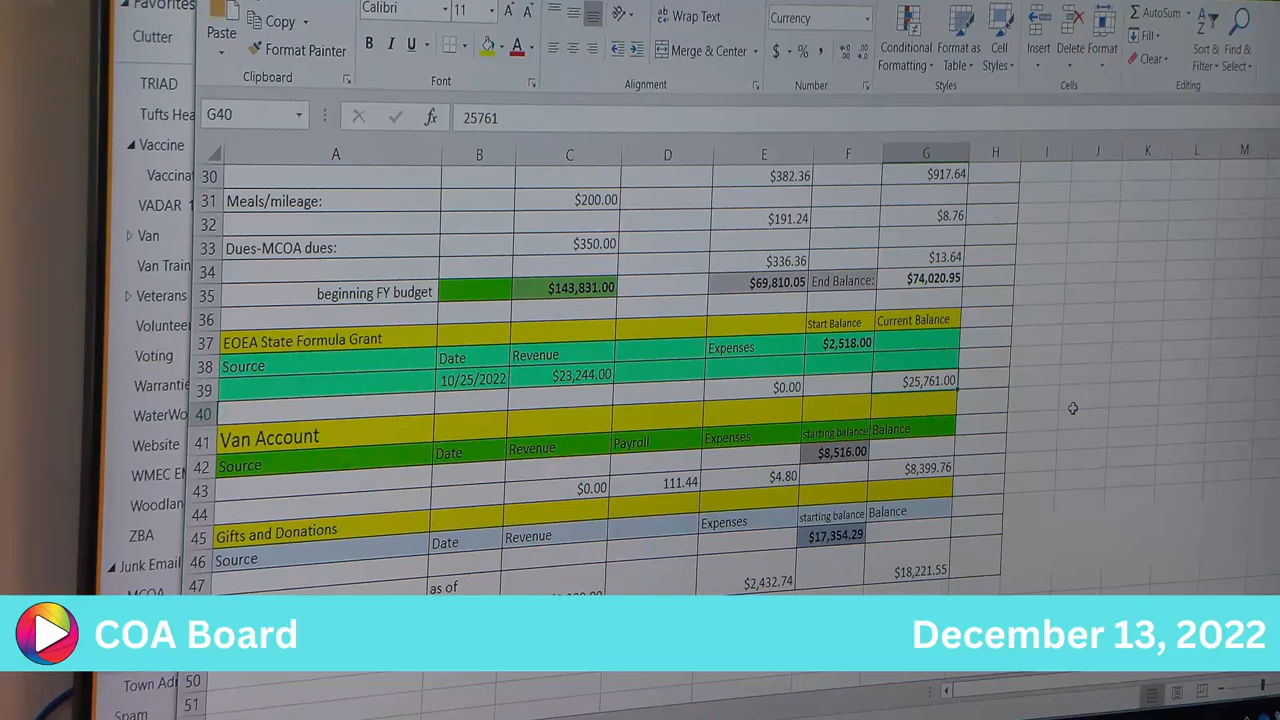 Favorites
Clutter
TRIAD
Tufts Hea
Vaccine
Vaccina
VADAR 1
Van
Van Train
Veterans
Voluntee
Voting
Warrantie
WaterWo
Website
WMEC EN
Woodlan
ZBA
Junk Email
MCOA
Town Ad
Spam
Paste
Copy
Format Painter
Clipboard
Calibri 11 A A
B I U A
Font
Wrap Text
Merge & Center
Alignment
Currency
$ % ,
Number
Conditional Formatting
Format as Table
Cell Styles
Styles
Insert Delete Format
Cells
AutoSum
Fill
Clear
Sort & Filter
Find & Select
Editing
G40 fx 25761
A B C D E F G H I J K L M
30 $382.36 $917.64
31 Meals/mileage: $200.00
32 $191.24 $8.76
33 Dues-MCOA dues: $350.00
34 $336.36 $13.64
35 beginning FY budget $143,831.00 $69,810.05 End Balance: $74,020.95
36
37 EOEA State Formula Grant Start Balance Current Balance
38 Source Date Revenue Expenses $2,518.00
39 10/25/2022 $23,244.00 $0.00 $25,761.00
40
41 Van Account starting balance Balance
42 Source Date Revenue Payroll Expenses $8,516.00
43 $0.00 111.44 $4.80 $8,399.76
44
45 Gifts and Donations starting balance Balance
46 Source Date Revenue Expenses $17,354.29
47 as of $2,432.74 $18,221.55
COA Board December 13, 2022
50
51